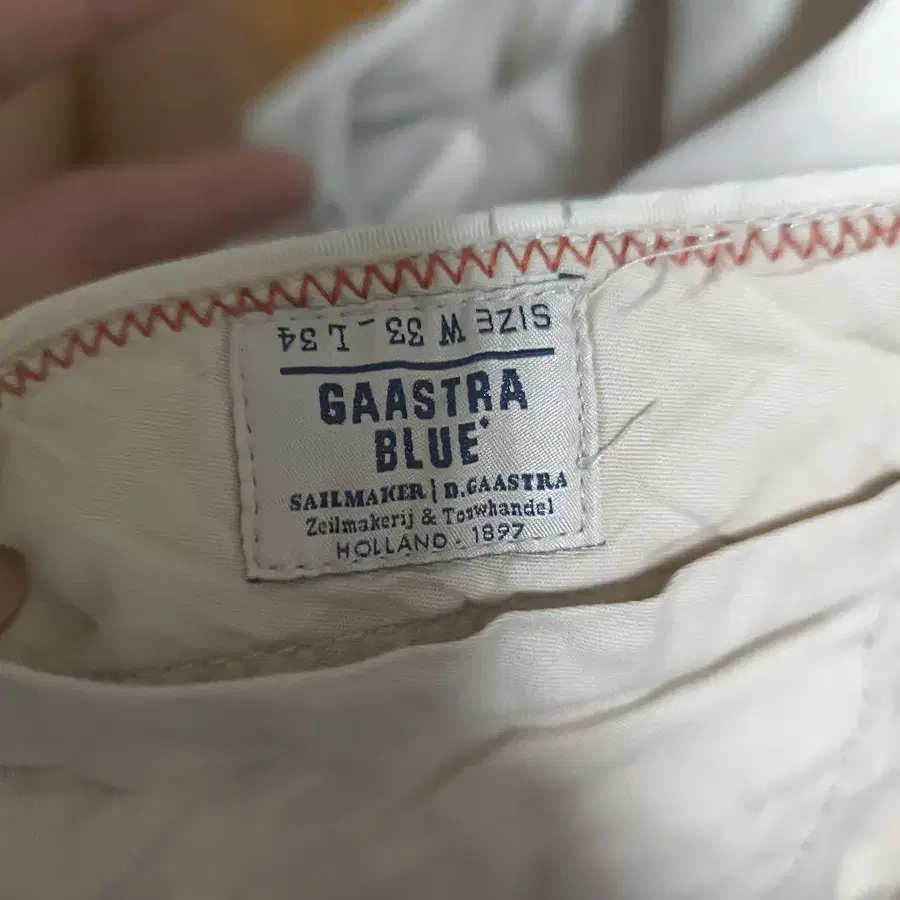 SIZE W 33 _ L 34
GAASTRA
BLUE
SAILMAKER | D.GAASTRA
Zeilmakerij & Touwhandel
HOLLAND - 1897